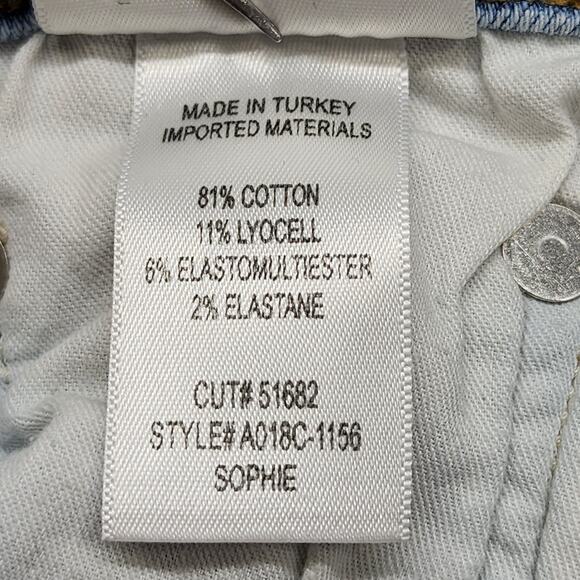 MADE IN TURKEY
IMPORTED MATERIALS
81% COTTON
11% LYOCELL
6% ELASTOMULTIESTER
2% ELASTANE
CUT# 51682
STYLE# A018C-1156
SOPHIE